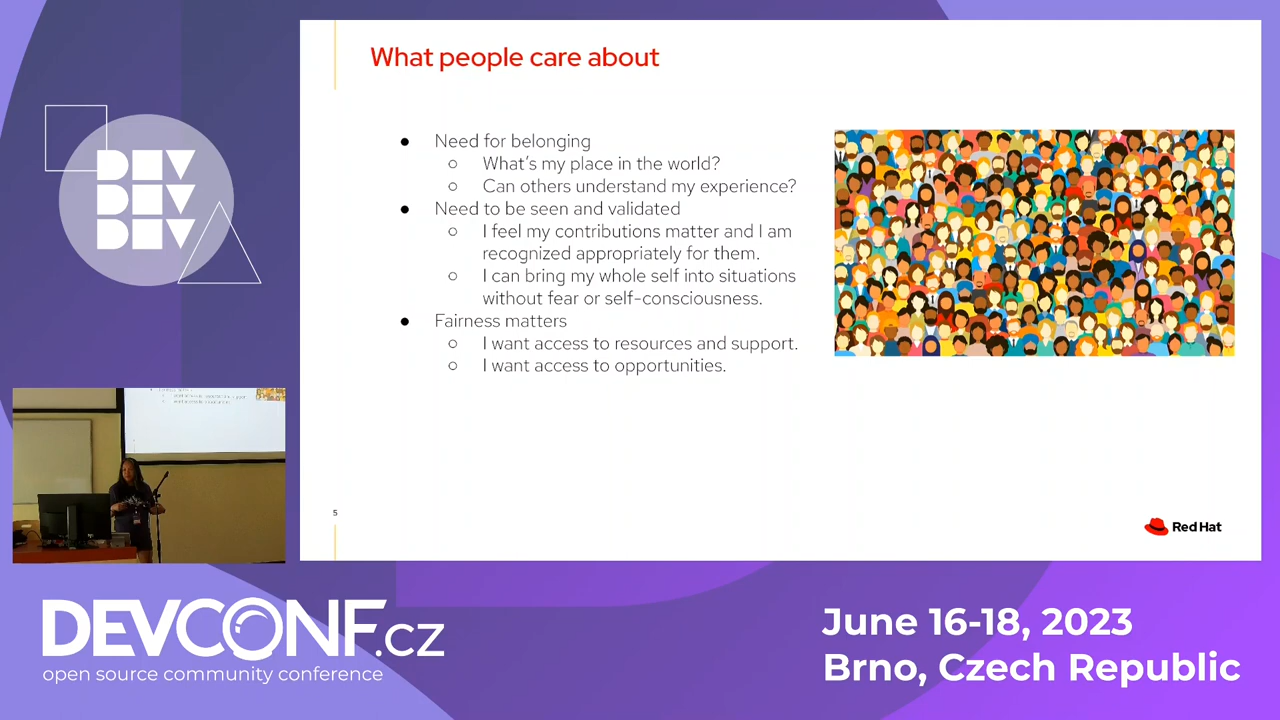 What people care about
● Need for belonging
○ What's my place in the world?
○ Can others understand my experience?
● Need to be seen and validated
○ I feel my contributions matter and I am
recognized appropriately for them.
○ I can bring my whole self into situations
without fear or self-consciousness.
● Fairness matters
○ I want access to resources and support.
○ I want access to opportunities.
5
Red Hat
DEV
DEV
DEV
DEVCONF.cz
open source community conference
June 16-18, 2023
Brno, Czech Republic